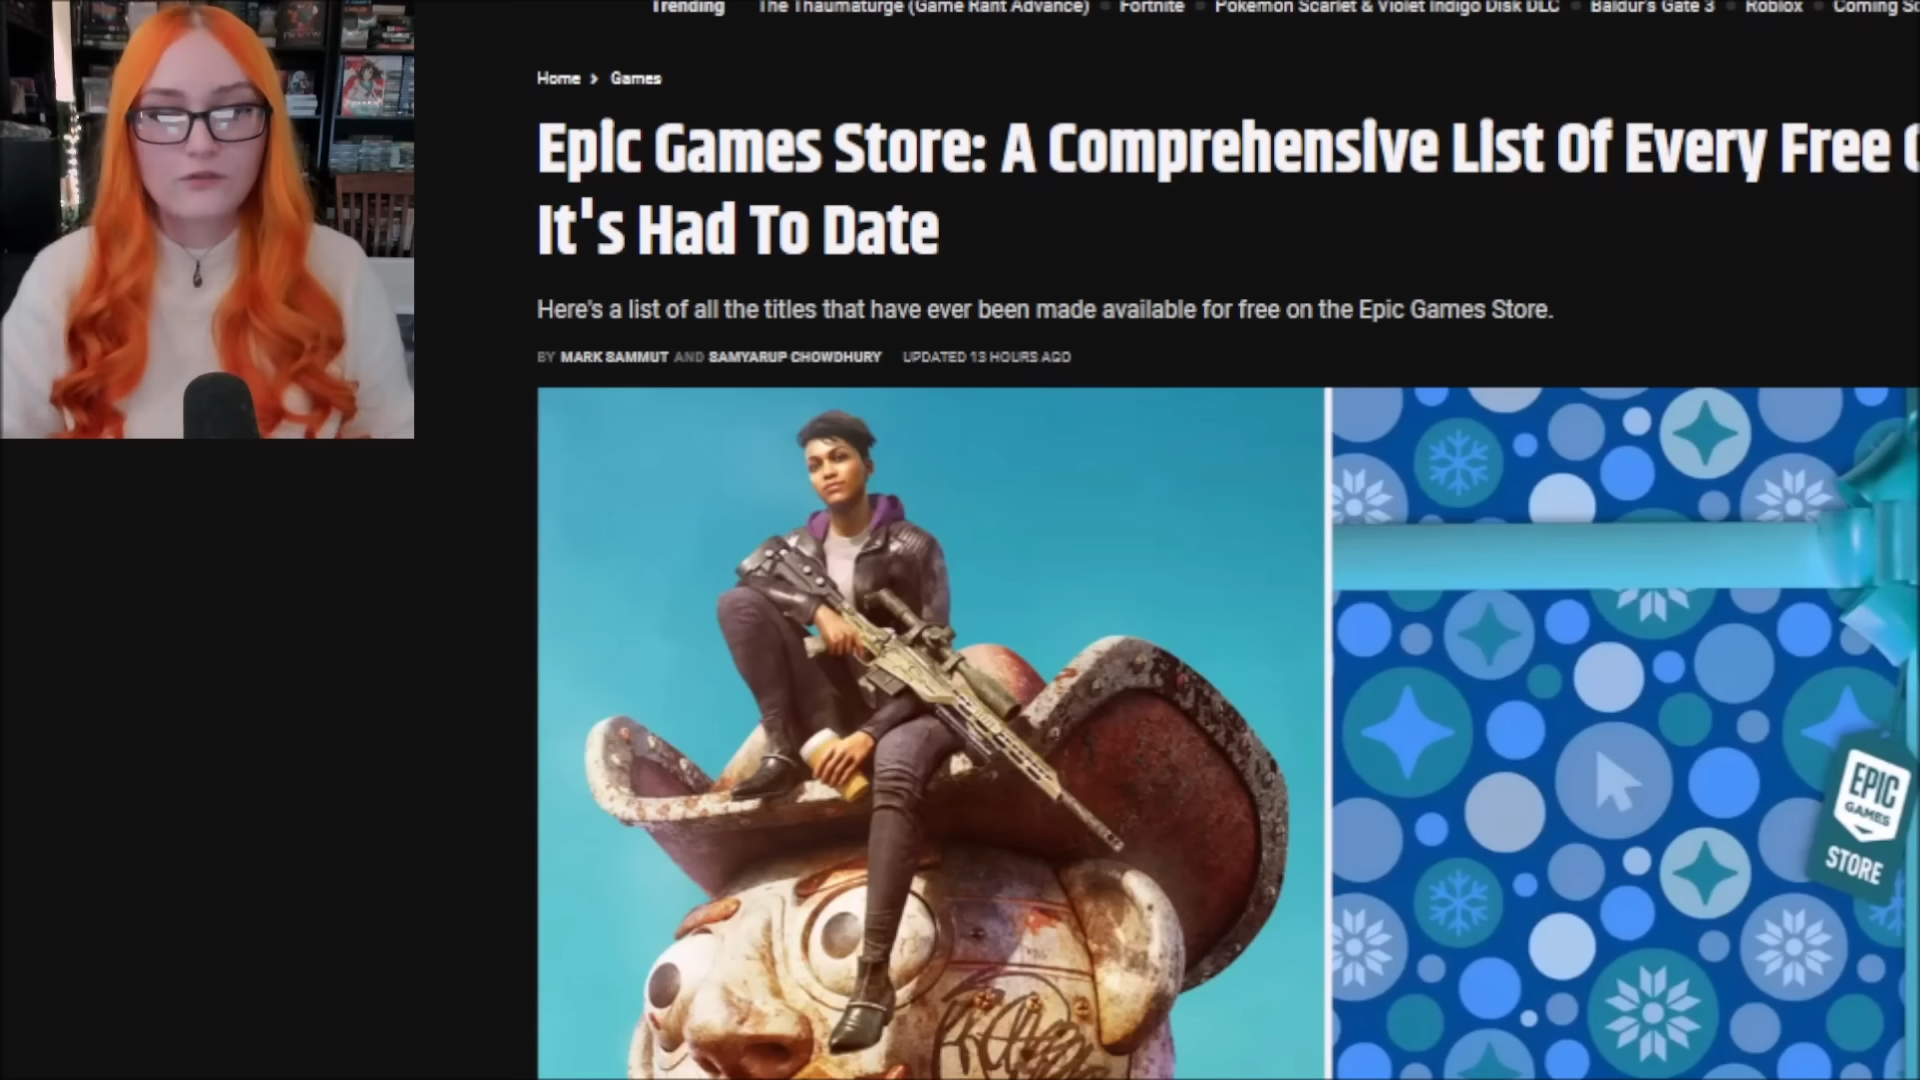 Trending The Thaumaturge (Game Rant Advance) Fortnite Pokemon Scarlet & Violet Indigo Disk DLC Baldur's Gate 3 Roblox Coming
Home > Games
Epic Games Store: A Comprehensive List Of Every Free
It's Had To Date
Here's a list of all the titles that have ever been made available for free on the Epic Games Store.
BY MARK SAMMUT AND SAMYARUP CHOWDHURY UPDATED 13 HOURS AGO
EPIC
GAMES
STORE